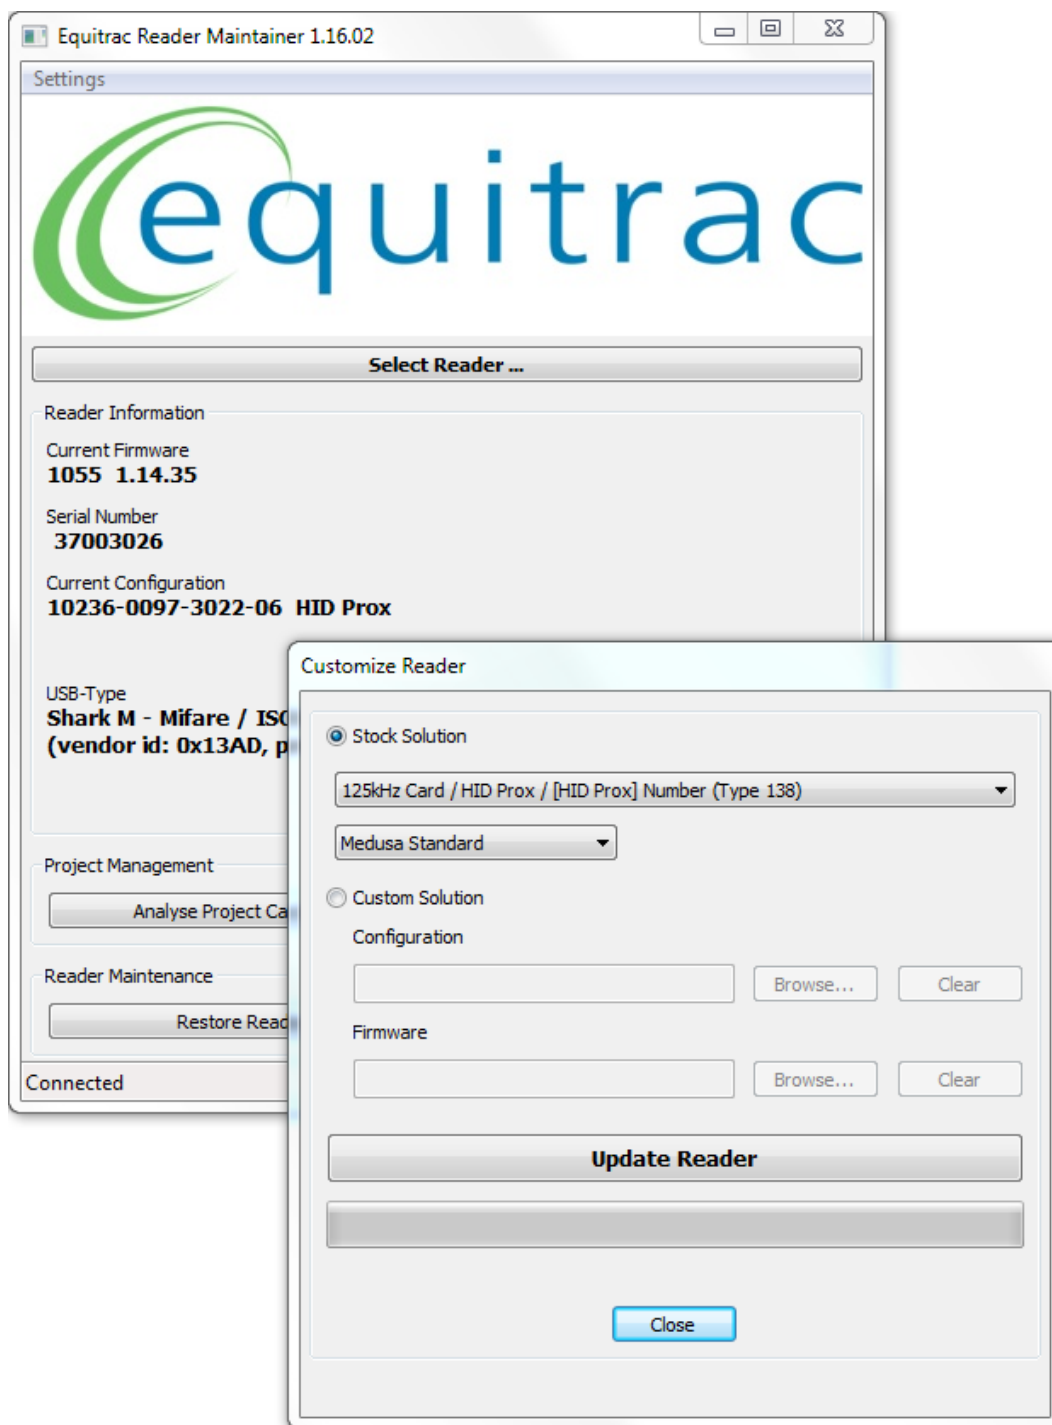 Equitrac Reader Maintainer 1.16.02
Settings
equitrac
Select Reader ...
Reader Information
Current Firmware
1055  1.14.35
Serial Number
37003026
Current Configuration
10236-0097-3022-06  HID Prox
USB-Type
Shark M - Mifare / ISO
(vendor id: 0x13AD, p
Project Management
Analyse Project Ca
Reader Maintenance
Restore Read
Connected
Customize Reader
Stock Solution
125kHz Card / HID Prox / [HID Prox] Number (Type 138)
Medusa Standard
Custom Solution
Configuration
Browse... Clear
Firmware
Browse... Clear
Update Reader
Close